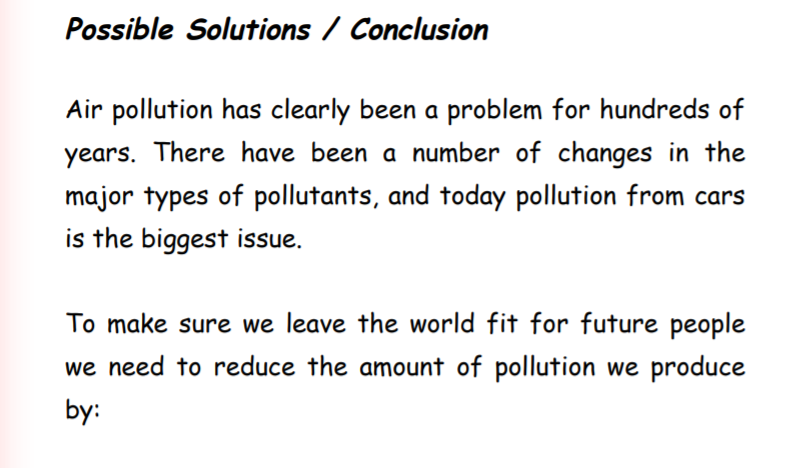 Possible Solutions / Conclusion
Air pollution has clearly been a problem for hundreds of
years. There have been a number of changes in the
major types of pollutants, and today pollution from cars
is the biggest issue.
To make sure we leave the world fit for future people
we need to reduce the amount of pollution we produce
by: